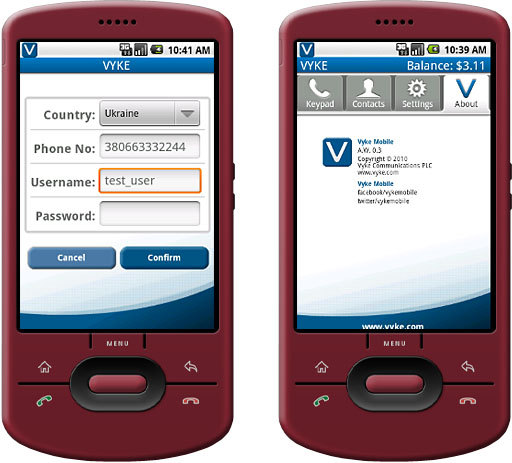 10:41 AM
VYKE
Country: Ukraine
Phone No: 380663332244
Username: test_user
Password:
Cancel Confirm
MENU
10:39 AM
VYKE Balance: $3.11
Keypad Contacts Settings About
Vyke Mobile
A.W. 0.3
Copyright © 2010
Vyke Communications PLC
www.vyke.com
Vyke Mobile
facebook/vykemobile
twitter/vykemobile
www.vyke.com
MENU